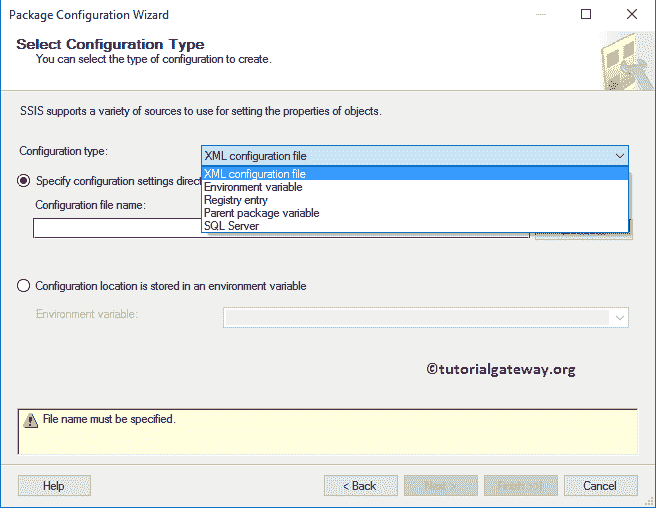 Package Configuration Wizard
Select Configuration Type
You can select the type of configuration to create.
SSIS supports a variety of sources to use for setting the properties of objects.
Configuration type:
XML configuration file
XML configuration file
Environment variable
Registry entry
Parent package variable
SQL Server
Specify configuration settings
Configuration file name:
Configuration location is stored in an environment variable
Environment variable:
©tutorialgateway.org
File name must be specified.
Help
< Back
Next >
Finish >>|
Cancel